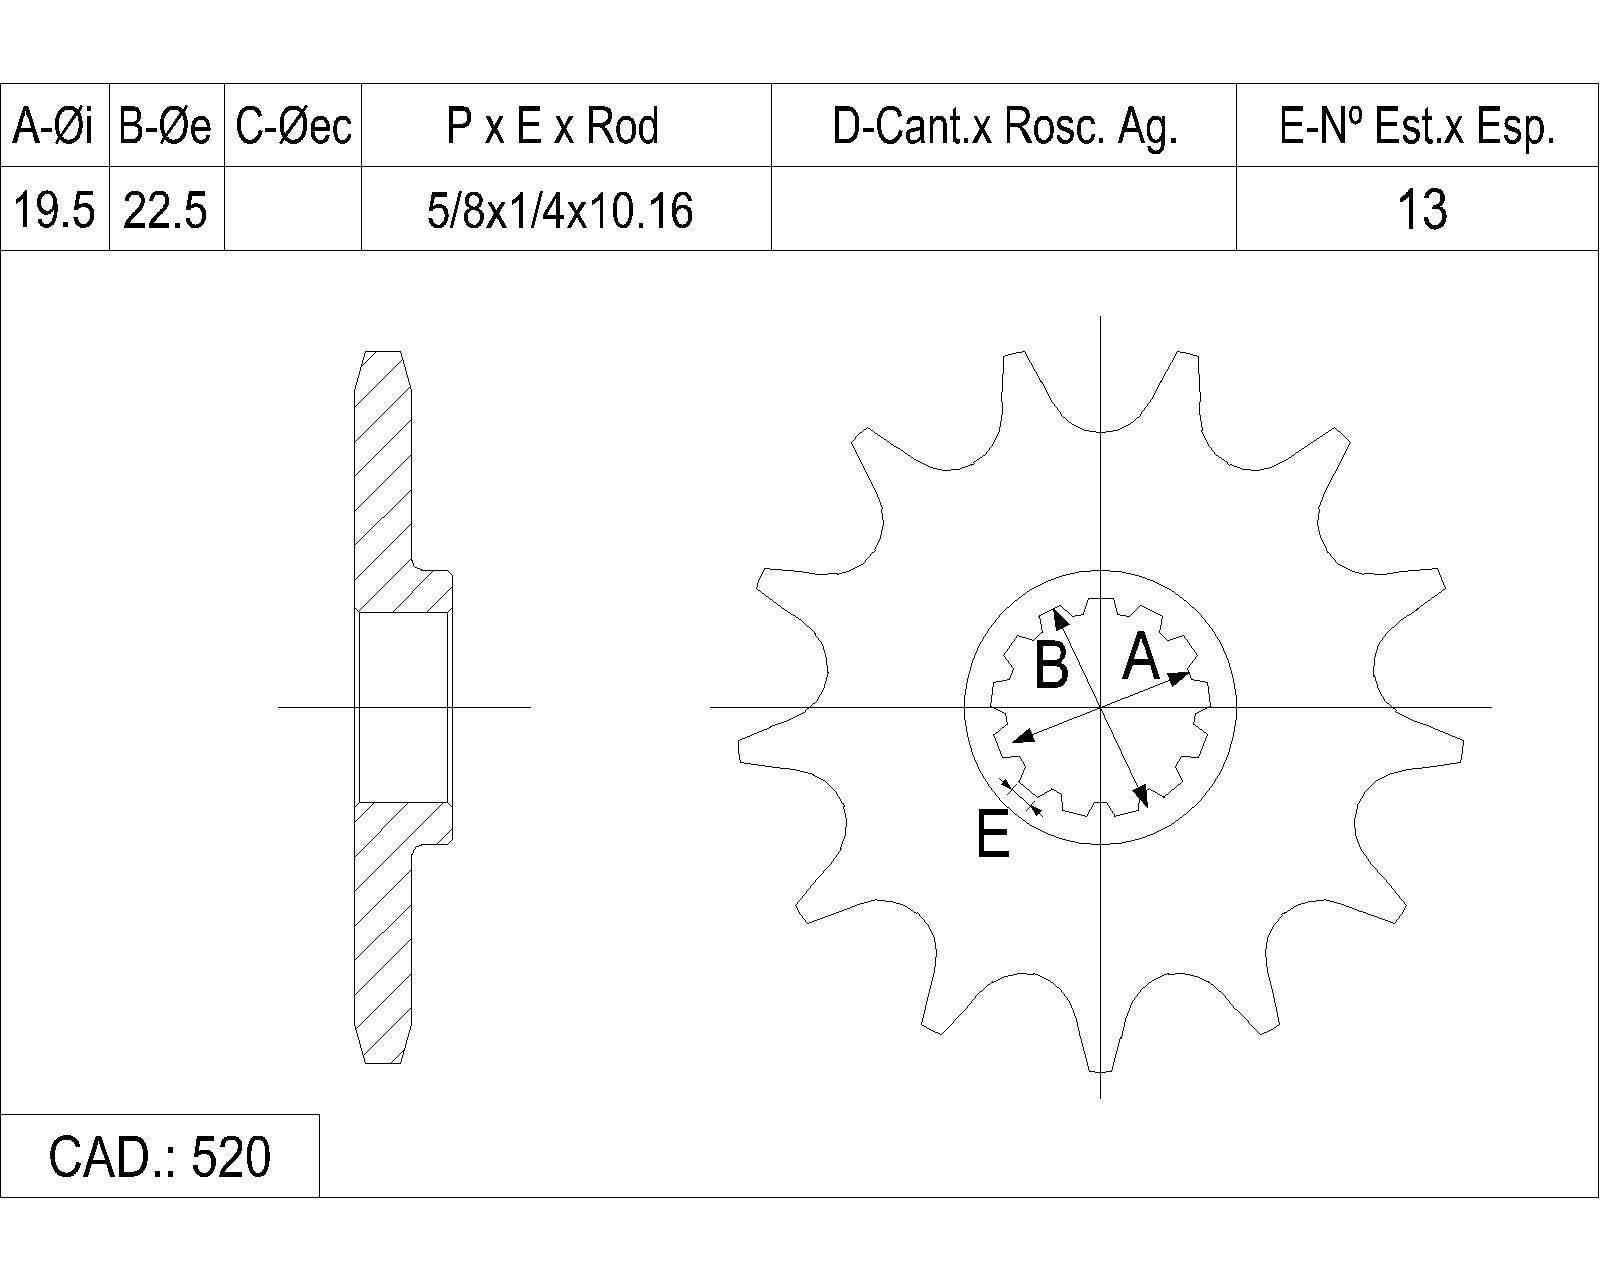 A-Øi B-Øe C-Øec P x E x Rod D-Cant.x Rosc. Ag. E-Nº Est.x Esp.
19.5 22.5 5/8x1/4x10.16 13
B A
E
CAD.: 520